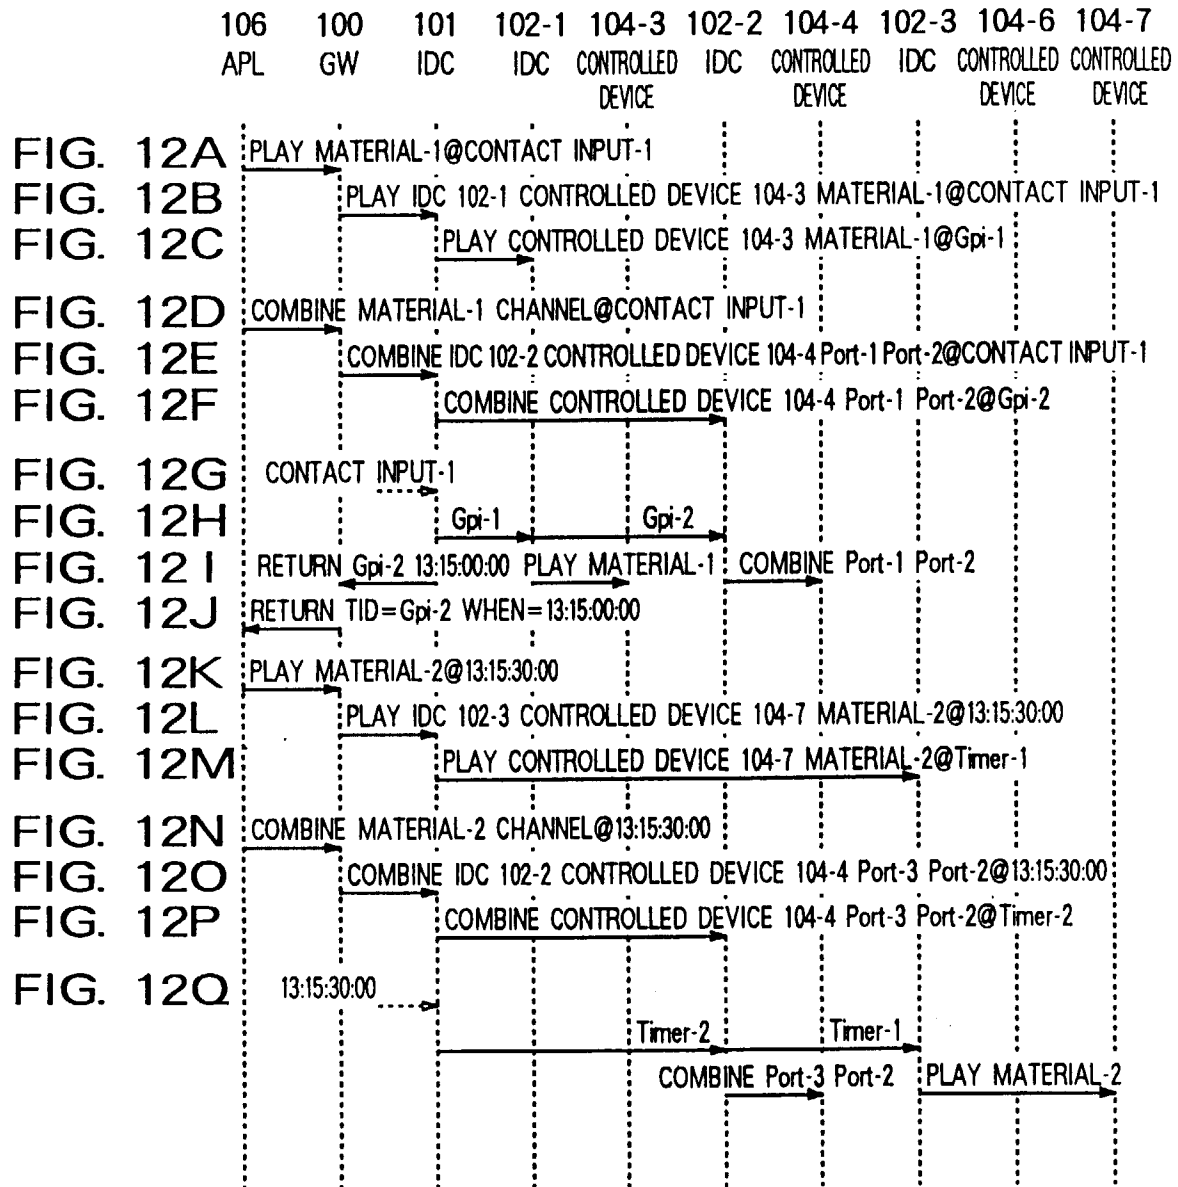 106 100 101 102-1 104-3 102-2 104-4 102-3 104-6 104-7
APL GW IDC IDC CONTROLLED IDC CONTROLLED IDC CONTROLLED CONTROLLED
DEVICE DEVICE DEVICE DEVICE
FIG. 12A PLAY MATERIAL-1@CONTACT INPUT-1
FIG. 12B PLAY IDC 102-1 CONTROLLED DEVICE 104-3 MATERIAL-1@CONTACT INPUT-1
FIG. 12C PLAY CONTROLLED DEVICE 104-3 MATERIAL-1@Gpi-1
FIG. 12D COMBINE MATERIAL-1 CHANNEL@CONTACT INPUT-1
FIG. 12E COMBINE IDC 102-2 CONTROLLED DEVICE 104-4 Port-1 Port-2@CONTACT INPUT-1
FIG. 12F COMBINE CONTROLLED DEVICE 104-4 Port-1 Port-2@Gpi-2
FIG. 12G CONTACT INPUT-1
FIG. 12H Gpi-1 Gpi-2
FIG. 12 I RETURN Gpi-2 13:15:00:00 PLAY MATERIAL-1 COMBINE Port-1 Port-2
FIG. 12J RETURN TID=Gpi-2 WHEN=13:15:00:00
FIG. 12K PLAY MATERIAL-2@13:15:30:00
FIG. 12L PLAY IDC 102-3 CONTROLLED DEVICE 104-7 MATERIAL-2@13:15:30:00
FIG. 12M PLAY CONTROLLED DEVICE 104-7 MATERIAL-2@Timer-1
FIG. 12N COMBINE MATERIAL-2 CHANNEL@13:15:30:00
FIG. 12O COMBINE IDC 102-2 CONTROLLED DEVICE 104-4 Port-3 Port-2@13:15:30:00
FIG. 12P COMBINE CONTROLLED DEVICE 104-4 Port-3 Port-2@Timer-2
FIG. 12Q 13:15:30:00
Timer-2 Timer-1
COMBINE Port-3 Port-2 PLAY MATERIAL-2